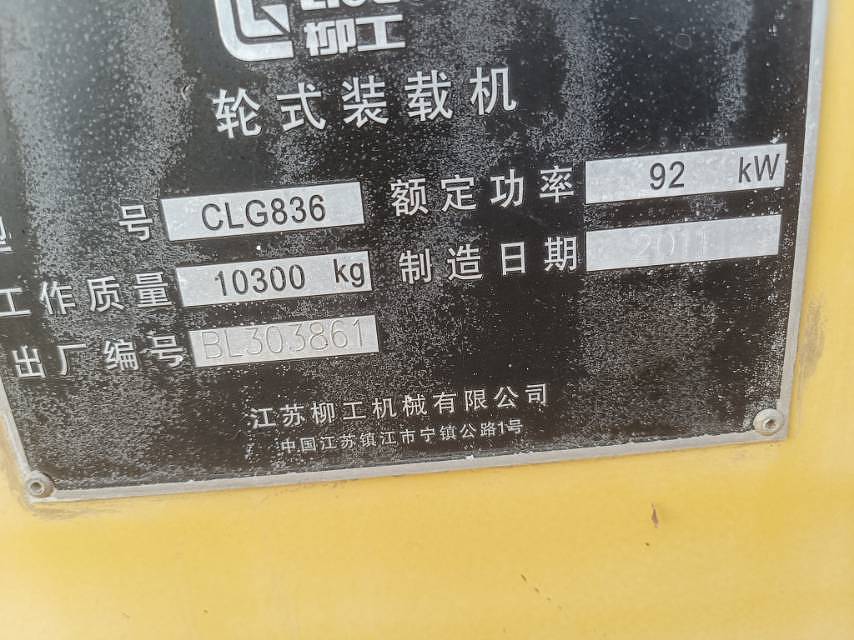 柳工
轮式装载机
型 号 CLG836 额定功率 92 kW
工作质量 10300 kg 制造日期 2011
出厂编号 BL303861
江苏柳工机械有限公司
中国江苏镇江市宁镇公路1号